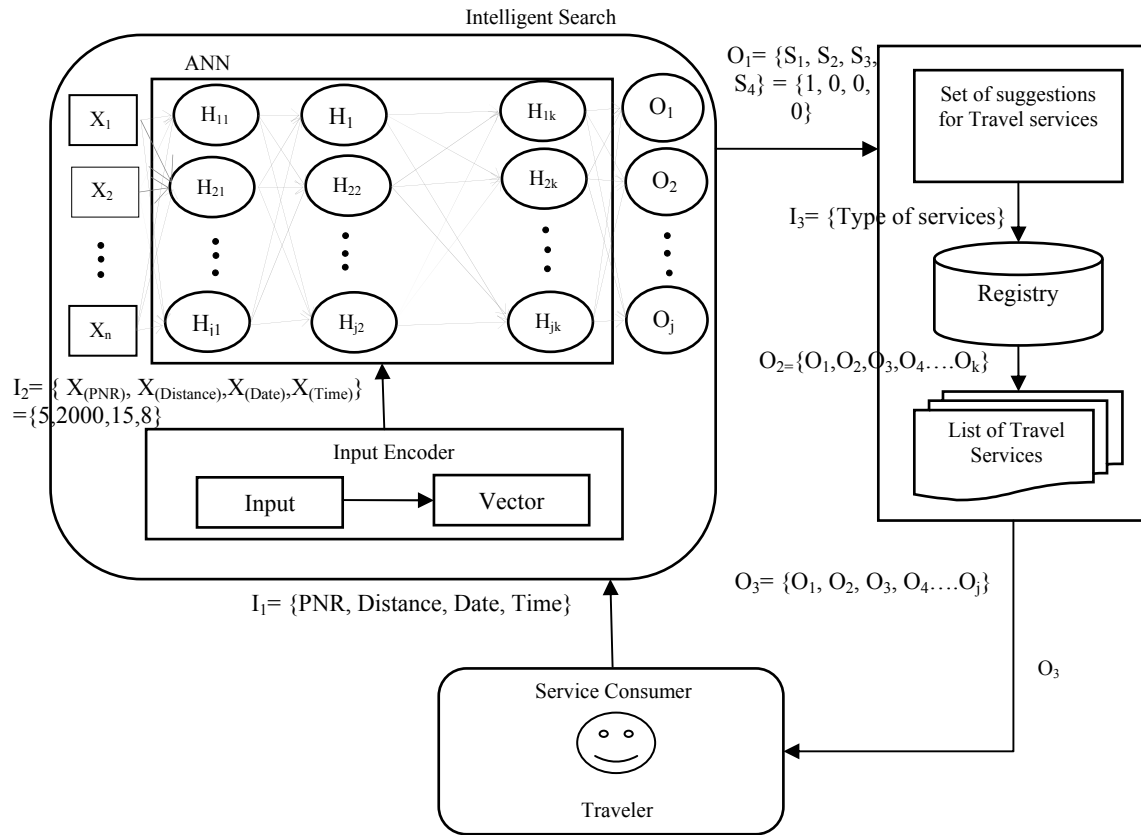 Intelligent Search
ANN
X1
X2
Xn
H11
H21
Hj1
H1
H22
Hj2
H1k
H2k
Hjk
O1
O2
Oj
I2= { X(PNR), X(Distance),X(Date),X(Time)}
={5,2000,15,8}
Input Encoder
Input
Vector
O1= {S1, S2, S3,
S4} = {1, 0, 0,
0}
Set of suggestions
for Travel services
I3= {Type of services}
Registry
O2={O1,O2,O3,O4….Ok}
List of Travel
Services
O3= {O1, O2, O3, O4….Oj}
O3
I1= {PNR, Distance, Date, Time}
Service Consumer
Traveler